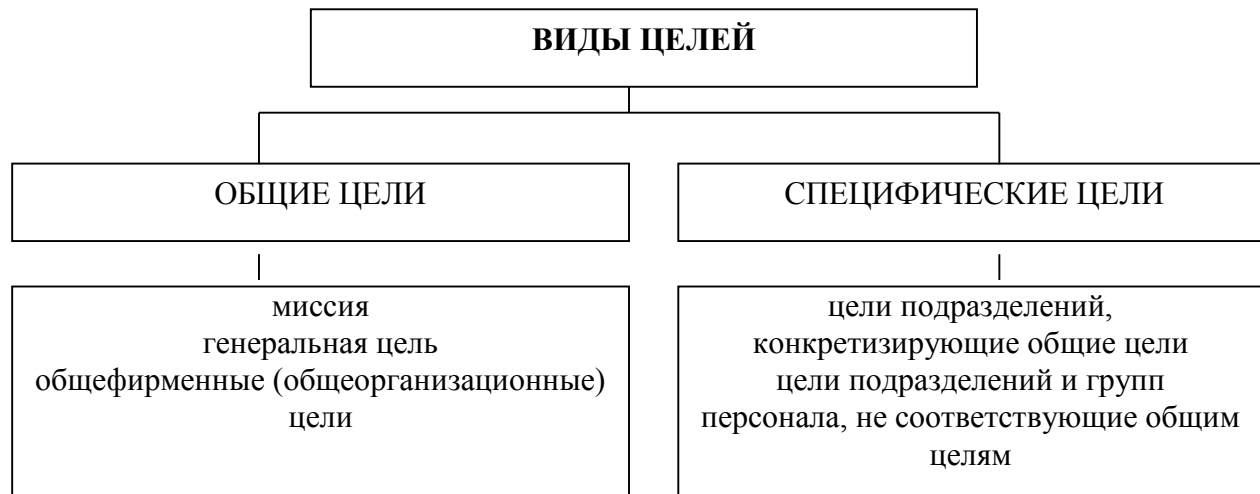 ВИДЫ ЦЕЛЕЙ
ОБЩИЕ ЦЕЛИ
СПЕЦИФИЧЕСКИЕ ЦЕЛИ
миссия
генеральная цель
общефирменные (общеорганизационные)
цели
цели подразделений,
конкретизирующие общие цели
цели подразделений и групп
персонала, не соответствующие общим
целям